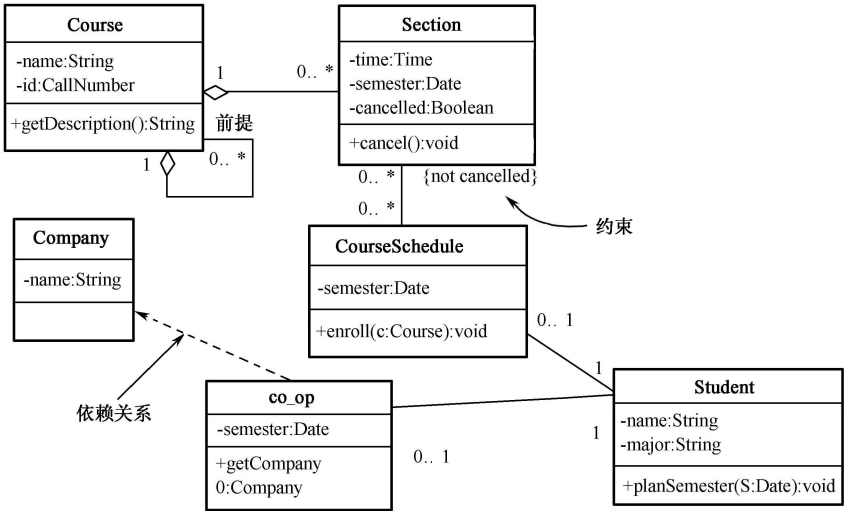 Course
-name:String
-id:CallNumber
+getDescription():String
1
0.. *
Section
-time:Time
-semester:Date
-cancelled:Boolean
+cancel():void
前提
1
0.. *
0.. *
{not cancelled}
0.. *
约束
Company
-name:String
CourseSchedule
-semester:Date
+enroll(c:Course):void
0.. 1
1
依赖关系
co_op
-semester:Date
+getCompany
0:Company
0.. 1
1
Student
-name:String
-major:String
+planSemester(S:Date):void